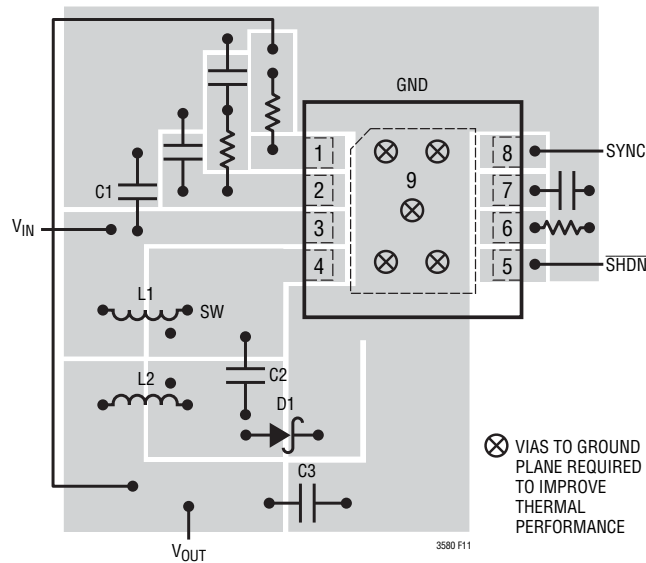 GND
1
8
SYNC
9
C1
2
7
VIN
3
6
4
5
SHDN
L1
SW
L2
C2
D1
C3
VIAS TO GROUND
PLANE REQUIRED
TO IMPROVE
THERMAL
PERFORMANCE
VOUT
3580 F11